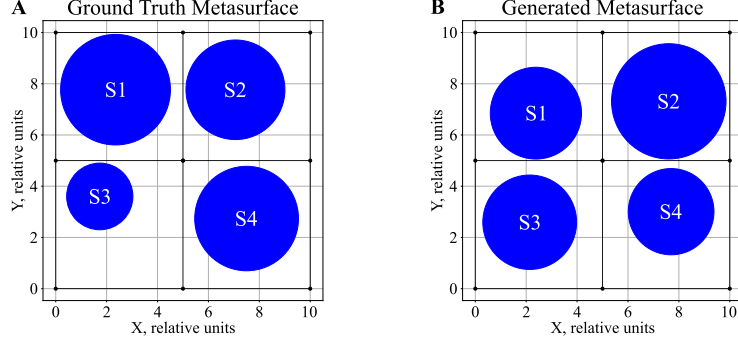 A Ground Truth Metasurface
10
8
6
4
2
0
Y, relative units
S1 S2
S3 S4
0 2 4 6 8 10
X, relative units
B Generated Metasurface
10
8
6
4
2
0
Y, relative units
S1 S2
S3 S4
0 2 4 6 8 10
X, relative units